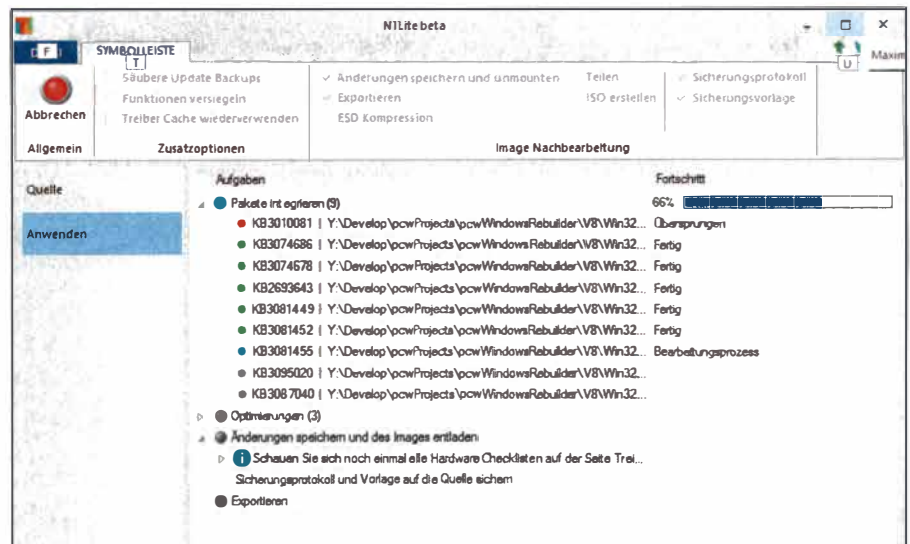 N1Lite beta
F
SYMBOLLEISTE
T
U
Maxim
Abbrechen
Allgemein
Säubere Update Backups
Funktionen versiegeln
Treiber Cache wiederverwenden
Zusatzoptionen
Änderungen speichern und unmounten
Exportieren
ESD Kompression
Teilen
ISO erstellen
Sicherungsprotokoll
Sicherungsvorlage
Image Nachbearbeitung
Quelle
Anwenden
Aufgaben Fortschritt
Pakete integrieren (9) 66%
KB3010081 | Y:\Develop\pcwProjects\pcwWindowsRebuilder\V8\Win32... Übersprungen
KB3074686 | Y:\Develop\pcwProjects\pcwWindowsRebuilder\V8\Win32... Fertig
KB3074678 | Y:\Develop\pcwProjects\pcwWindowsRebuilder\V8\Win32... Fertig
KB2693643 | Y:\Develop\pcwProjects\pcwWindowsRebuilder\V8\Win32... Fertig
KB3081449 | Y:\Develop\pcwProjects\pcwWindowsRebuilder\V8\Win32... Fertig
KB3081452 | Y:\Develop\pcwProjects\pcwWindowsRebuilder\V8\Win32... Fertig
KB3081455 | Y:\Develop\pcwProjects\pcwWindowsRebuilder\V8\Win32... Bearbeitungsprozess
KB3095020 | Y:\Develop\pcwProjects\pcwWindowsRebuilder\V8\Win32...
KB3087040 | Y:\Develop\pcwProjects\pcwWindowsRebuilder\V8\Win32...
Optimierungen (3)
Änderungen speichern und des Images entladen
Schauen Sie sich noch einmal alle Hardware Checklisten auf der Seite Trei...
Sicherungsprotokoll und Vorlage auf die Quelle sichern
Exportieren